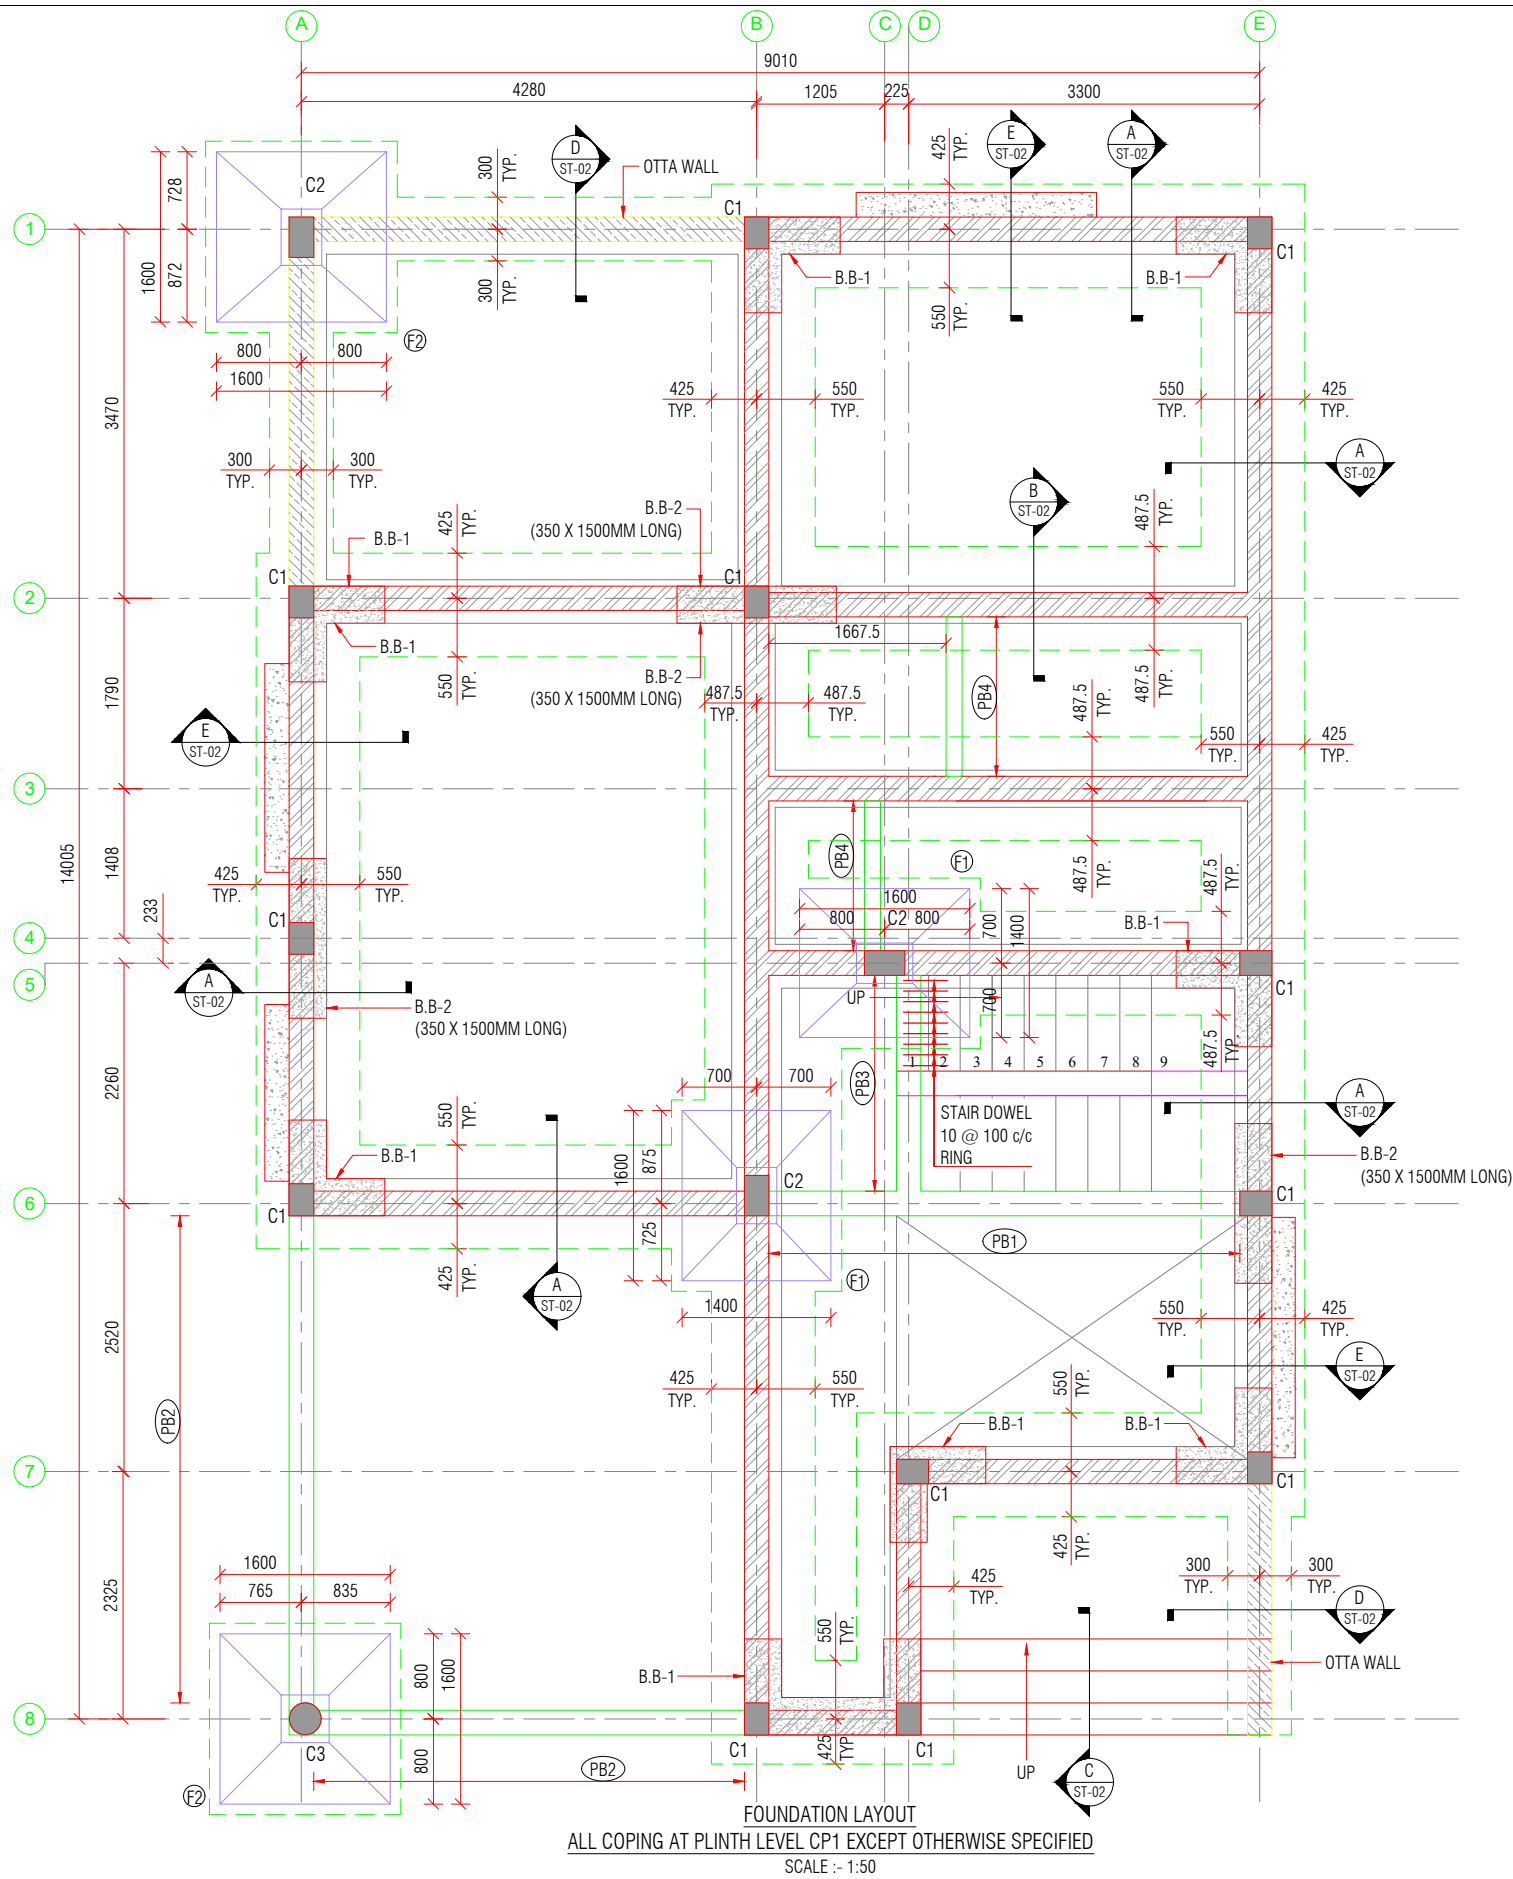 A B C D E
9010
4280 1205 225 3300
D
ST-02
E
ST-02
A
ST-02
OTTA WALL
300
TYP.
425
TYP.
728
1600
872
C2
C1
1
C1
300
TYP.
550
TYP.
B.B-1
B.B-1
F2
800 800
1600
425
TYP.
550
TYP.
550
TYP.
425
TYP.
3470
300
TYP.
300
TYP.
A
ST-02
B
ST-02
425
TYP.
B.B-2
(350 X 1500MM LONG)
487.5
TYP.
B.B-1
C1
C1
2
1667.5
B.B-1
B.B-2
(350 X 1500MM LONG)
550
TYP.
PB4
487.5
TYP.
487.5
TYP.
487.5
TYP.
487.5
TYP.
1790
E
ST-02
550
TYP.
425
TYP.
3
14005
1408
PB4
F1
487.5
TYP.
487.5
TYP.
425
TYP.
550
TYP.
1600
800 C2 800
700
1400
233
C1
4
B.B-1
5
A
ST-02
B.B-2
(350 X 1500MM LONG)
UP
700
C1
487.5
TYP.
1 2 3 4 5 6 7 8 9
2260
700 700
PB3
550
TYP.
STAIR DOWEL
10 @ 100 c/c
RING
A
ST-02
B.B-1
1600
875
C2
B.B-2
(350 X 1500MM LONG)
6
C1
C1
725
PB1
425
TYP.
A
ST-02
F1
1400
550
TYP.
425
TYP.
2520
E
ST-02
425
TYP.
550
TYP.
550
TYP.
PB2
B.B-1
B.B-1
7
C1
C1
425
TYP.
1600
765 835
425
TYP.
300
TYP.
300
TYP.
2325
D
ST-02
550
TYP.
800
1600
B.B-1
OTTA WALL
8
C3
800
C1
425
TYP.
C1
F2
PB2
UP
C
ST-02
FOUNDATION LAYOUT
ALL COPING AT PLINTH LEVEL CP1 EXCEPT OTHERWISE SPECIFIED
SCALE :- 1:50